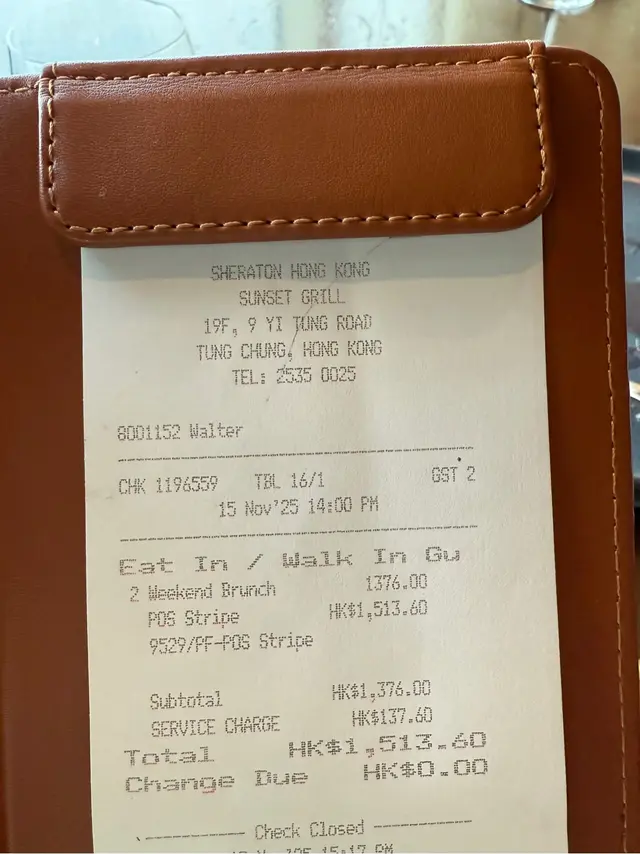 SHERATON HONG KONG
SUNSET GRILL
19F, 9 YI TUNG ROAD
TUNG CHUNG, HONG KONG
TEL: 2535 0025
8001152 Walter
CHK 1196559 TBL 16/1 GST 2
15 Nov'25 14:00 PM
Eat In / Walk In Gu
2 Weekend Brunch 1376.00
POS Stripe HK$1,513.60
9529/PF-POS Stripe
Subtotal HK$1,376.00
SERVICE CHARGE HK$137.60
Total HK$1,513.60
Change Due HK$0.00
Check Closed
15:17 PM